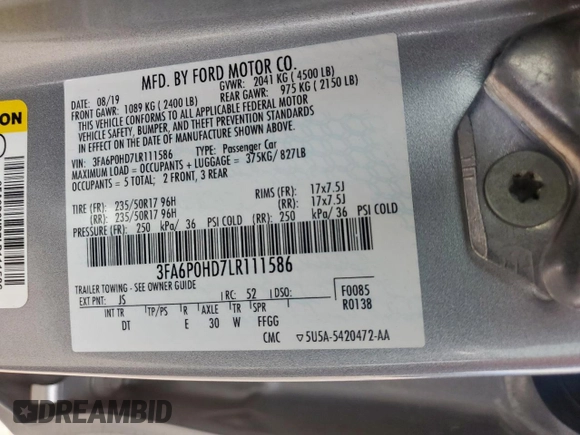 MFD. BY FORD MOTOR CO.
DATE: 08/19 GVWR: 2041 KG ( 4500 LB)
FRONT GAWR: 1089 KG ( 2400 LB) REAR GAWR: 975 KG ( 2150 LB)
THIS VEHICLE CONFORMS TO ALL APPLICABLE FEDERAL MOTOR
VEHICLE SAFETY, BUMPER, AND THEFT PREVENTION STANDARDS
IN EFFECT ON THE DATE OF MANUFACTURE SHOWN ABOVE.
VIN: 3FA6P0HD7LR111586 TYPE: Passenger Car
MAXIMUM LOAD = OCCUPANTS + LUGGAGE = 375KG/ 827LB
OCCUPANTS = 5 TOTAL; 2 FRONT, 3 REAR
TIRE (FR): 235/50R17 96H RIMS (FR): 17x7.5J
(RR): 235/50R17 96H (RR): 17x7.5J
PRESSURE (FR): 250 kPa/ 36 PSI COLD (RR): 250 kPa/ 36 PSI COLD
3FA6P0HD7LR111586
TRAILER TOWING - SEE OWNER GUIDE
EXT PNT: JS RC: 52 DSO: F0085
INT TR TP/PS R AXLE TR SPR R0138
DT E 30 W FFGG
CMC 5U5A-5420472-AA
DREAMBID